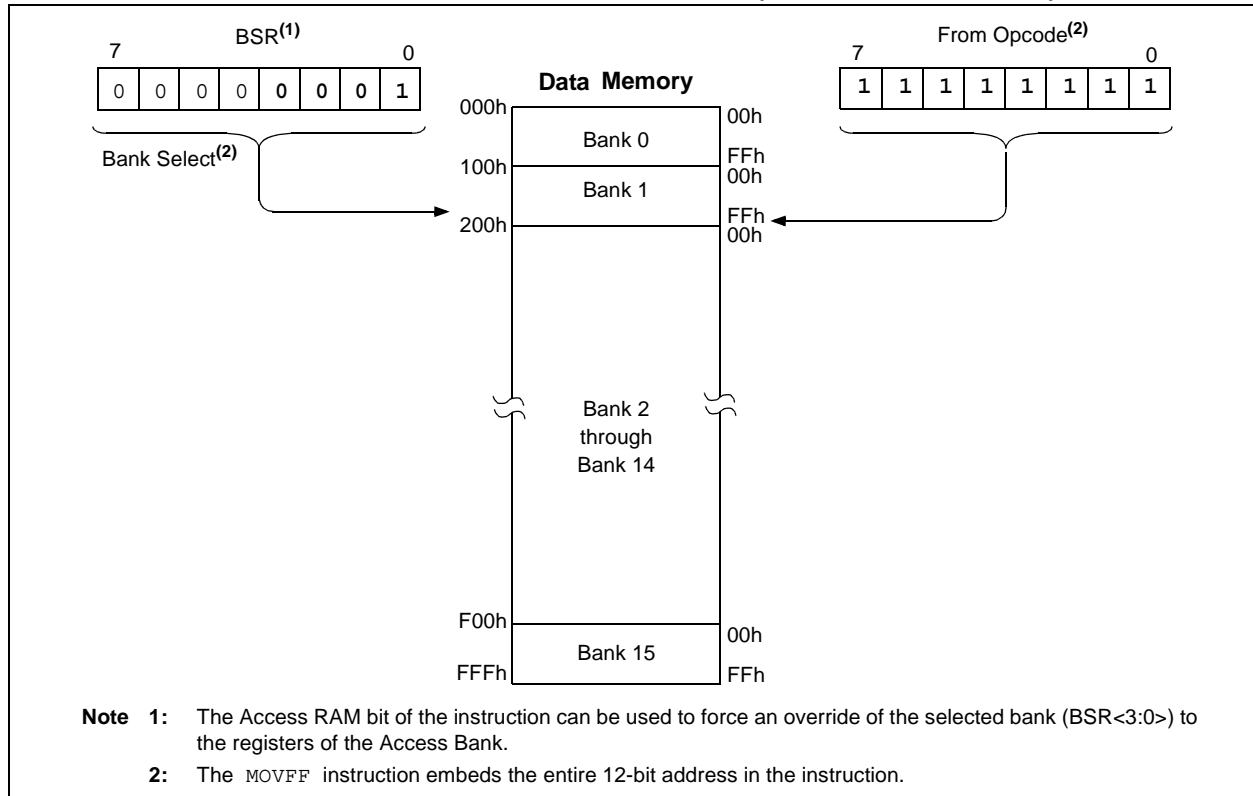 BSR(1)
7 0
0 0 0 0 0 0 0 1
Bank Select(2)
From Opcode(2)
7 0
1 1 1 1 1 1 1 1
Data Memory
000h 00h
Bank 0
FFh
100h 00h
Bank 1
FFh
200h 00h
Bank 2
through
Bank 14
F00h 00h
Bank 15
FFFh FFh
Note 1: The Access RAM bit of the instruction can be used to force an override of the selected bank (BSR<3:0>) to
the registers of the Access Bank.
2: The MOVFF instruction embeds the entire 12-bit address in the instruction.